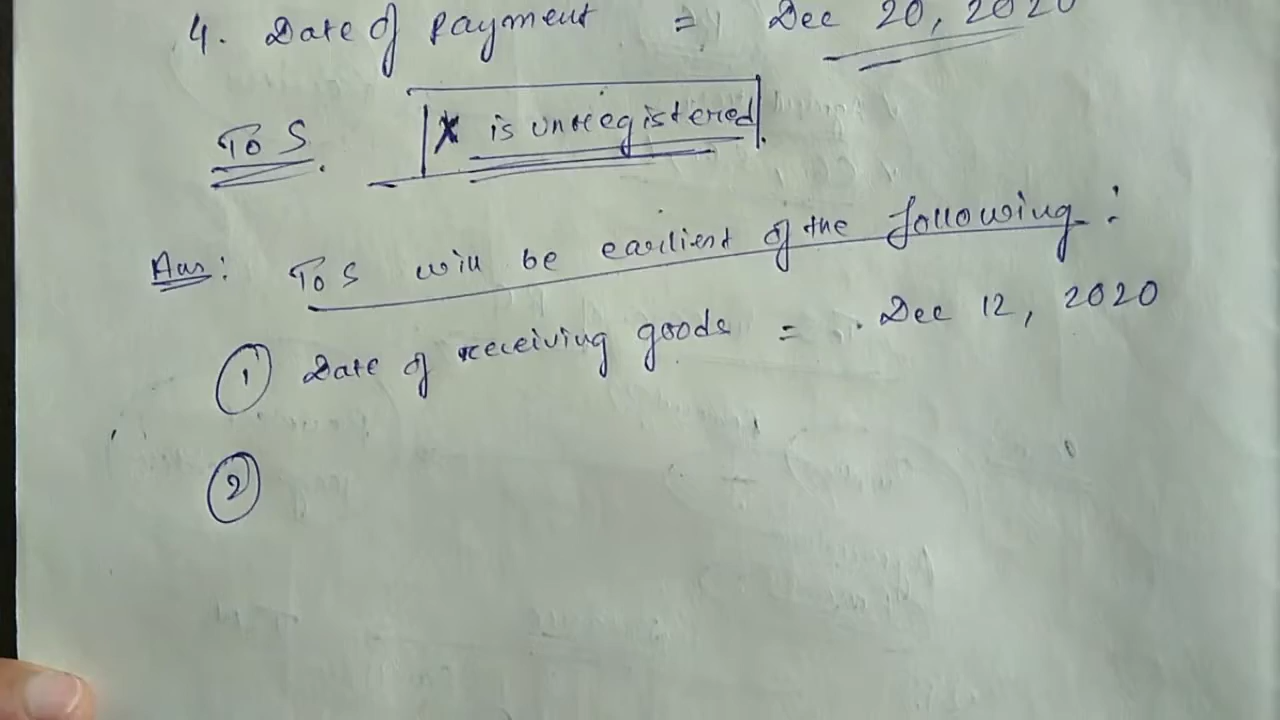 4. Date of payment = Dec 20, 2020
ToS. X is unregistered.
Ans: ToS will be earliest of the following:
1 Date of receiving goods = Dec 12, 2020
2